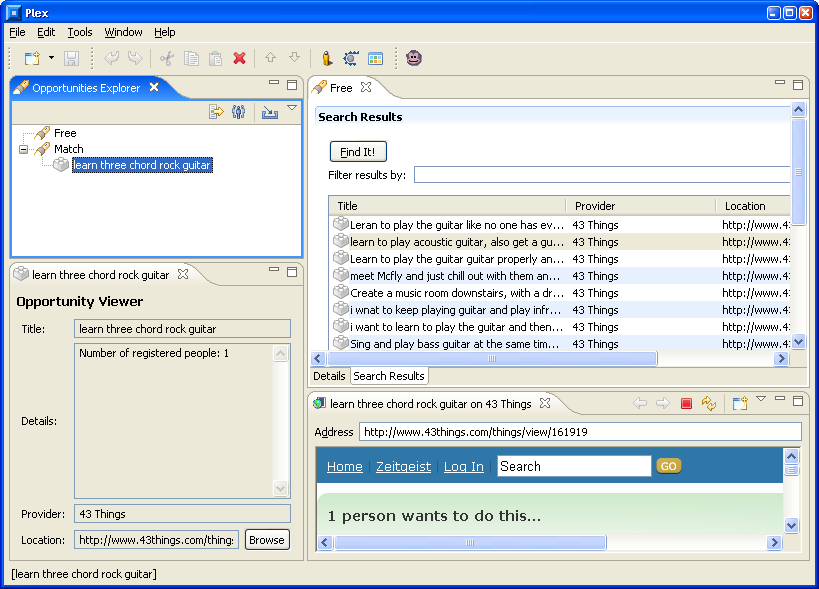 Plex
File Edit Tools Window Help
Opportunities Explorer
Free
Match
learn three chord rock guitar
learn three chord rock guitar
Opportunity Viewer
Title: learn three chord rock guitar
Details: Number of registered people: 1
Provider: 43 Things
Location: http://www.43things.com/thing: Browse
[learn three chord rock guitar]
Free
Search Results
Find It!
Filter results by:
Title Provider Location
Leran to play the guitar like no one has ev... 43 Things http://www.43
learn to play acoustic guitar, also get a gu... 43 Things http://www.43
Learn to play the guitar guitar properly an... 43 Things http://www.43
meet Mcfly and just chill out with them an... 43 Things http://www.43
Create a music room downstairs, with a dr... 43 Things http://www.43
i wnat to keep playing guitar and play infr... 43 Things http://www.43
i want to learn to play the guitar and then... 43 Things http://www.43
Sing and play bass guitar at the same tim... 43 Things http://www.43
Details Search Results
learn three chord rock guitar on 43 Things
Address http://www.43things.com/things/view/161919
Home | Zeitgeist | Log In | Search GO
1 person wants to do this...